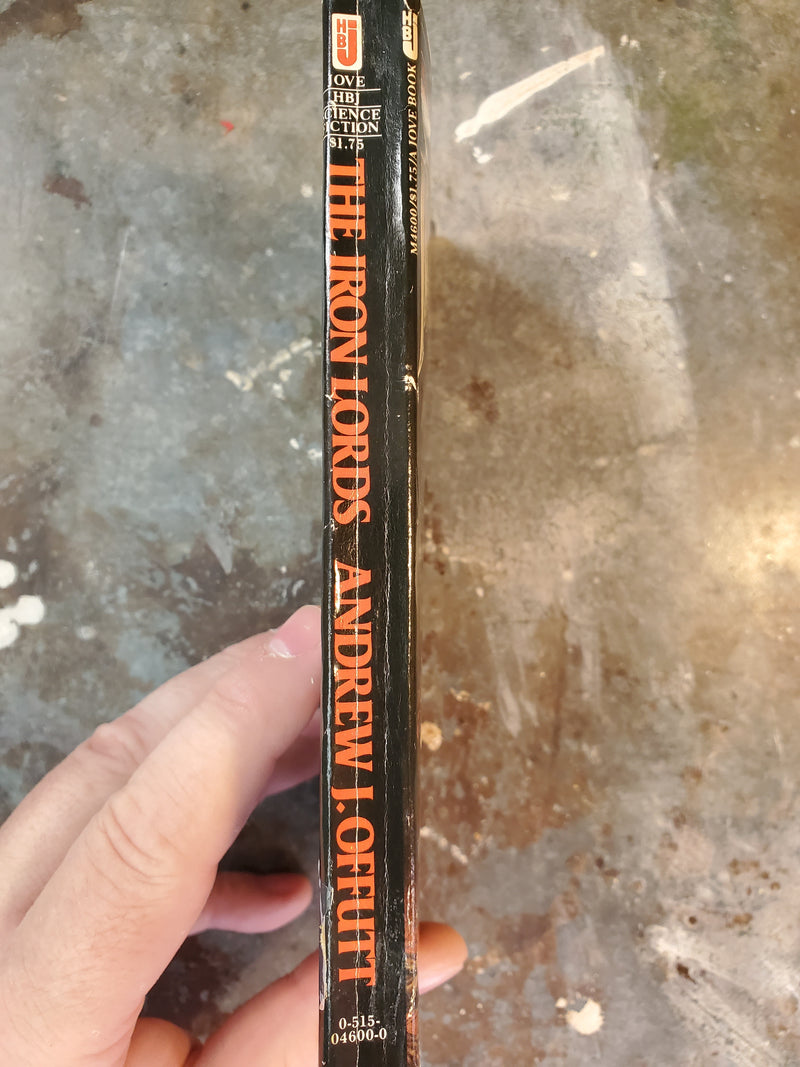 HBJ
JOVE
HBJ
SCIENCE
FICTION
$1.75
THE IRON LORDS ANDREW J. OFFUTT
0-515-
04600-0
HBJ
M4600/$1.75/A JOVE BOOK